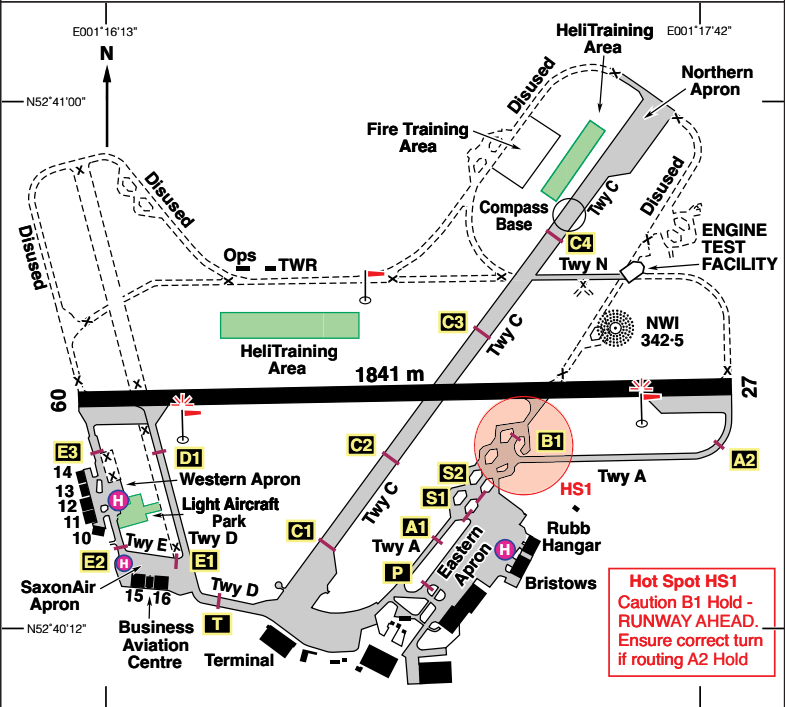 E001°16'13"
E001°17'42"
N
HeliTraining
Area
Northern
Apron
N52°41'00"
Disused
Fire Training
Area
Disused
Twy C
Disused
Compass
Base
C4
ENGINE
TEST
FACILITY
Disused
Ops
TWR
Twy N
C3
Twy C
NWI
342·5
HeliTraining
Area
1841 m
09
27
E3
D1
C2
B1
A2
14
13
12
11
10
H
Western Apron
Light Aircraft
Park
S2
S1
Twy A
HS1
Twy C
C1
A1
Twy A
Rubb
Hangar
Twy E
Twy D
E2
E1
H
P
Eastern
Apron
H
Bristows
SaxonAir
Apron
15
16
Twy D
T
Business
Aviation
Centre
Terminal
N52°40'12"
Hot Spot HS1
Caution B1 Hold -
RUNWAY AHEAD.
Ensure correct turn
if routing A2 Hold